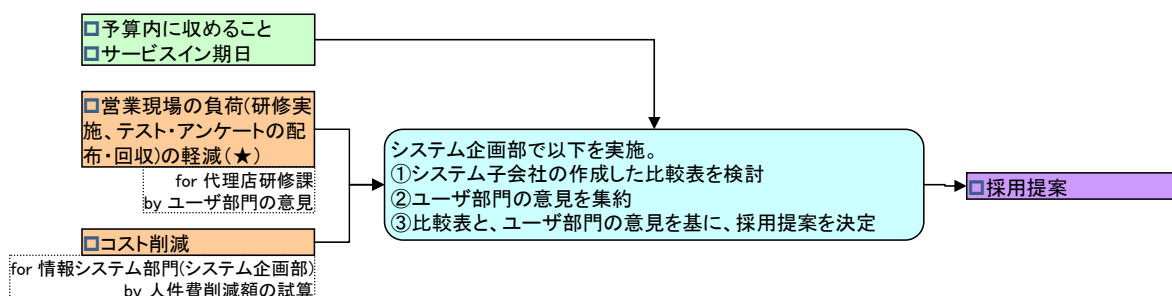 □予算内に収めること
□サービスイン期日
□営業現場の負荷(研修実
施、テスト・アンケートの配
布・回収)の軽減(★)
for 代理店研修課
by ユーザ部門の意見
□コスト削減
for 情報システム部門(システム企画部)
by 人件費削減額の試算
システム企画部で以下を実施。
①システム子会社の作成した比較表を検討
②ユーザ部門の意見を集約
③比較表と、ユーザ部門の意見を基に、採用提案を決定
□採用提案